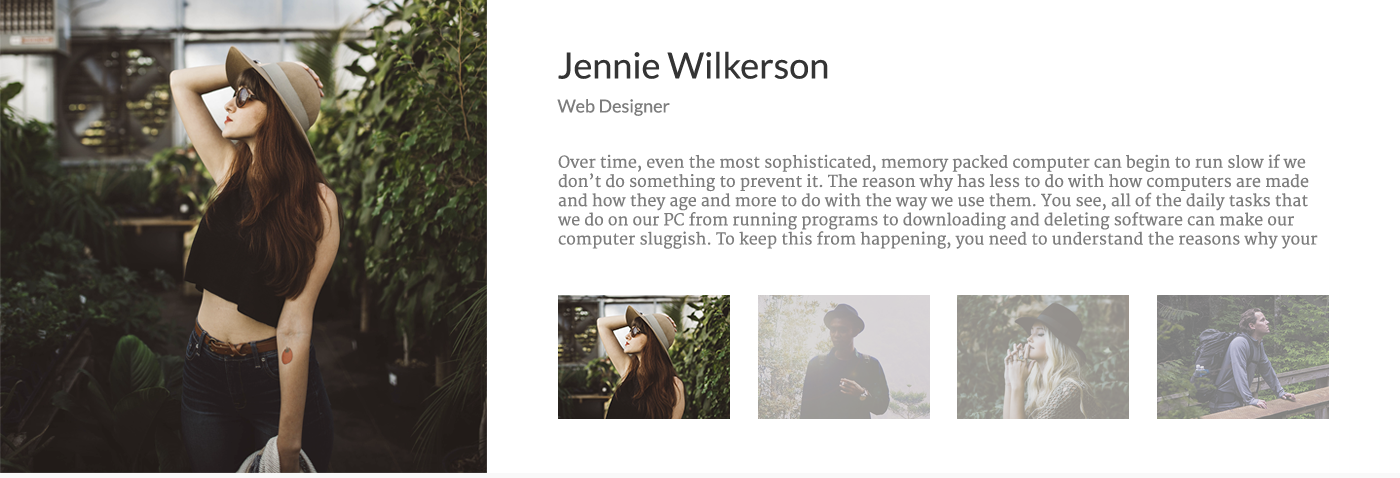 Jennie Wilkerson
Web Designer
Over time, even the most sophisticated, memory packed computer can begin to run slow if we
don’t do something to prevent it. The reason why has less to do with how computers are made
and how they age and more to do with the way we use them. You see, all of the daily tasks that
we do on our PC from running programs to downloading and deleting software can make our
computer sluggish. To keep this from happening, you need to understand the reasons why your